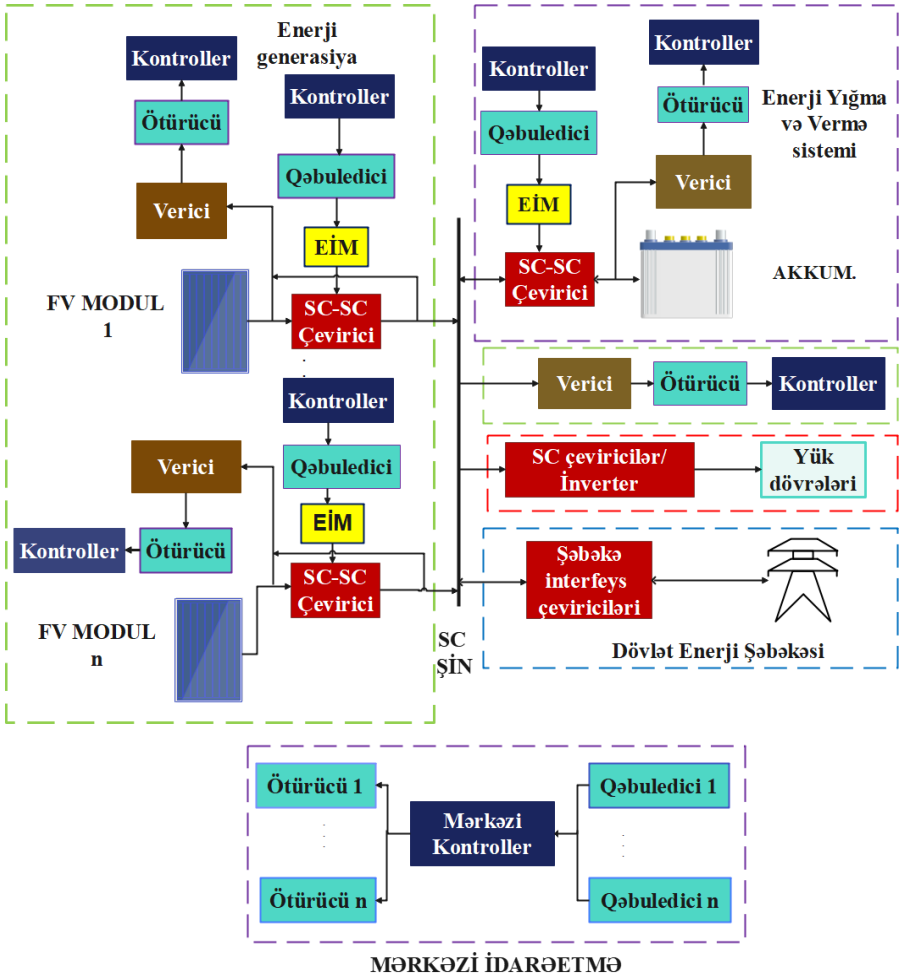 Enerji
generasiya
Kontroller
Ötürücü
Verici
Kontroller
Qəbuledici
EİM
SC-SC
Çevirici
FV MODUL
1
Kontroller
Qəbuledici
EİM
SC-SC
Çevirici
Verici
Ötürücü
Kontroller
FV MODUL
n
SC
ŞİN
Kontroller
Qəbuledici
EİM
SC-SC
Çevirici
Kontroller
Ötürücü
Verici
Enerji Yığma
və Vermə
sistemi
AKKUM.
Verici
Ötürücü
Kontroller
SC çeviricilər/
İnverter
Yük
dövrələri
Şəbəkə
interfeys
çeviriciləri
Dövlət Enerji Şəbəkəsi
Ötürücü 1
Ötürücü n
Mərkəzi
Kontroller
Qəbuledici 1
Qəbuledici n
MƏRKƏZİ İDARƏETMƏ